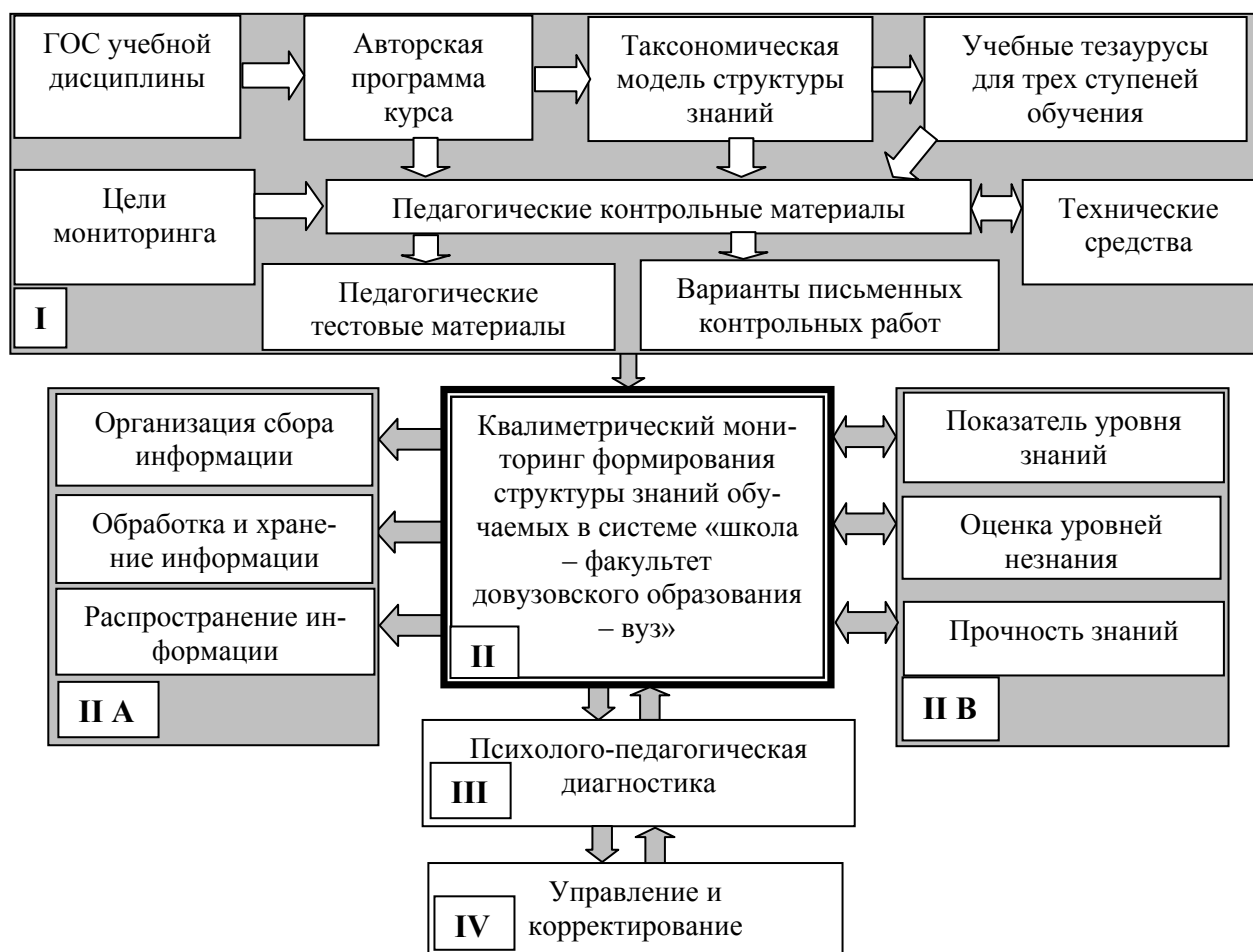 ГОС учебной
дисциплины
Авторская
программа
курса
Таксономическая
модель структуры
знаний
Учебные тезаурусы
для трех ступеней
обучения
Цели
мониторинга
Педагогические контрольные материалы
Технические
средства
Педагогические
тестовые материалы
Варианты письменных
контрольных работ
I
Организация сбора
информации
Обработка и хране-
ние информации
Распространение ин-
формации
II A
Квалиметрический мони-
торинг формирования
структуры знаний обу-
чаемых в системе «школа
– факультет
довузовского образования
– вуз»
II
Показатель уровня
знаний
Оценка уровней
незнания
Прочность знаний
II B
Психолого-педагогическая
диагностика
III
Управление и
корректирование
IV